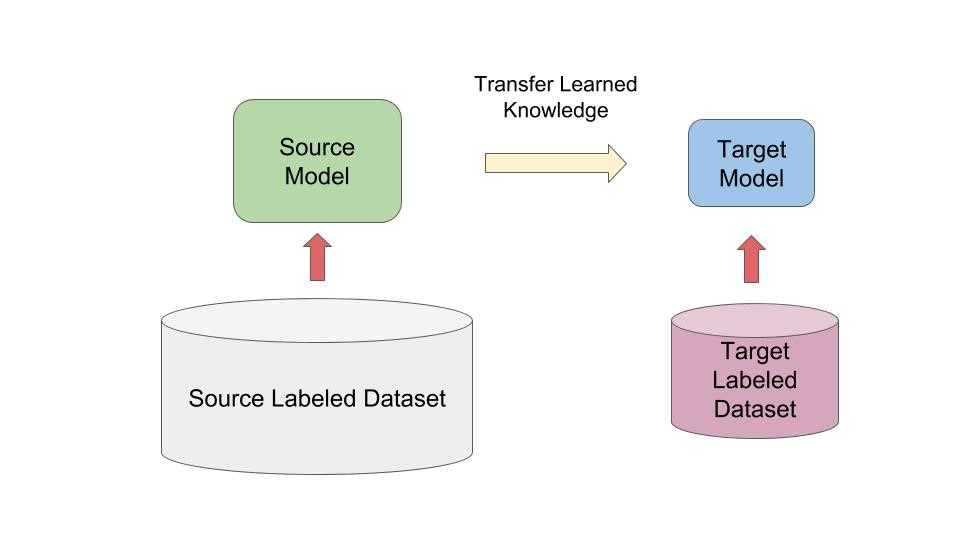 Transfer Learned
Knowledge
Source
Model
Target
Model
Source Labeled Dataset
Target
Labeled
Dataset